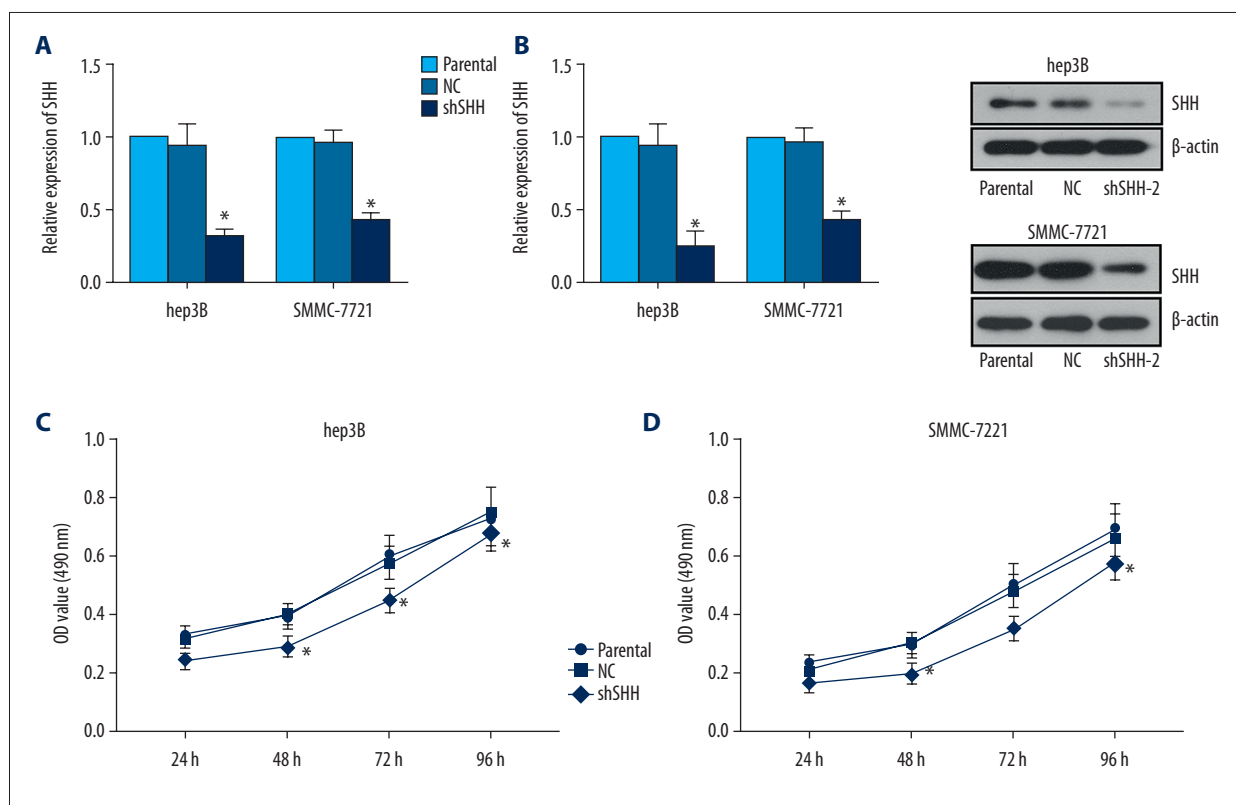 A
Relative expression of SHH
1.5
1.0
0.5
0.0
*
*
hep3B
SMMC-7721
Parental
NC
shSHH
B
Relative expression of SHH
1.5
1.0
0.5
0.0
*
*
hep3B
SMMC-7721
hep3B
SHH
β-actin
Parental NC shSHH-2
SMMC-7721
SHH
β-actin
Parental NC shSHH-2
C
hep3B
OD value (490 nm)
1.0
0.8
0.6
0.4
0.2
0.0
*
*
*
24 h 48 h 72 h 96 h
Parental
NC
shSHH
D
SMMC-7221
OD value (490 nm)
1.0
0.8
0.6
0.4
0.2
0.0
*
*
24 h 48 h 72 h 96 h